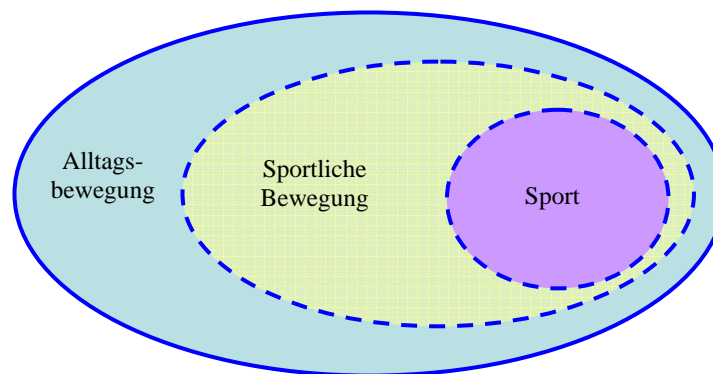 Alltags-
bewegung
Sportliche
Bewegung
Sport